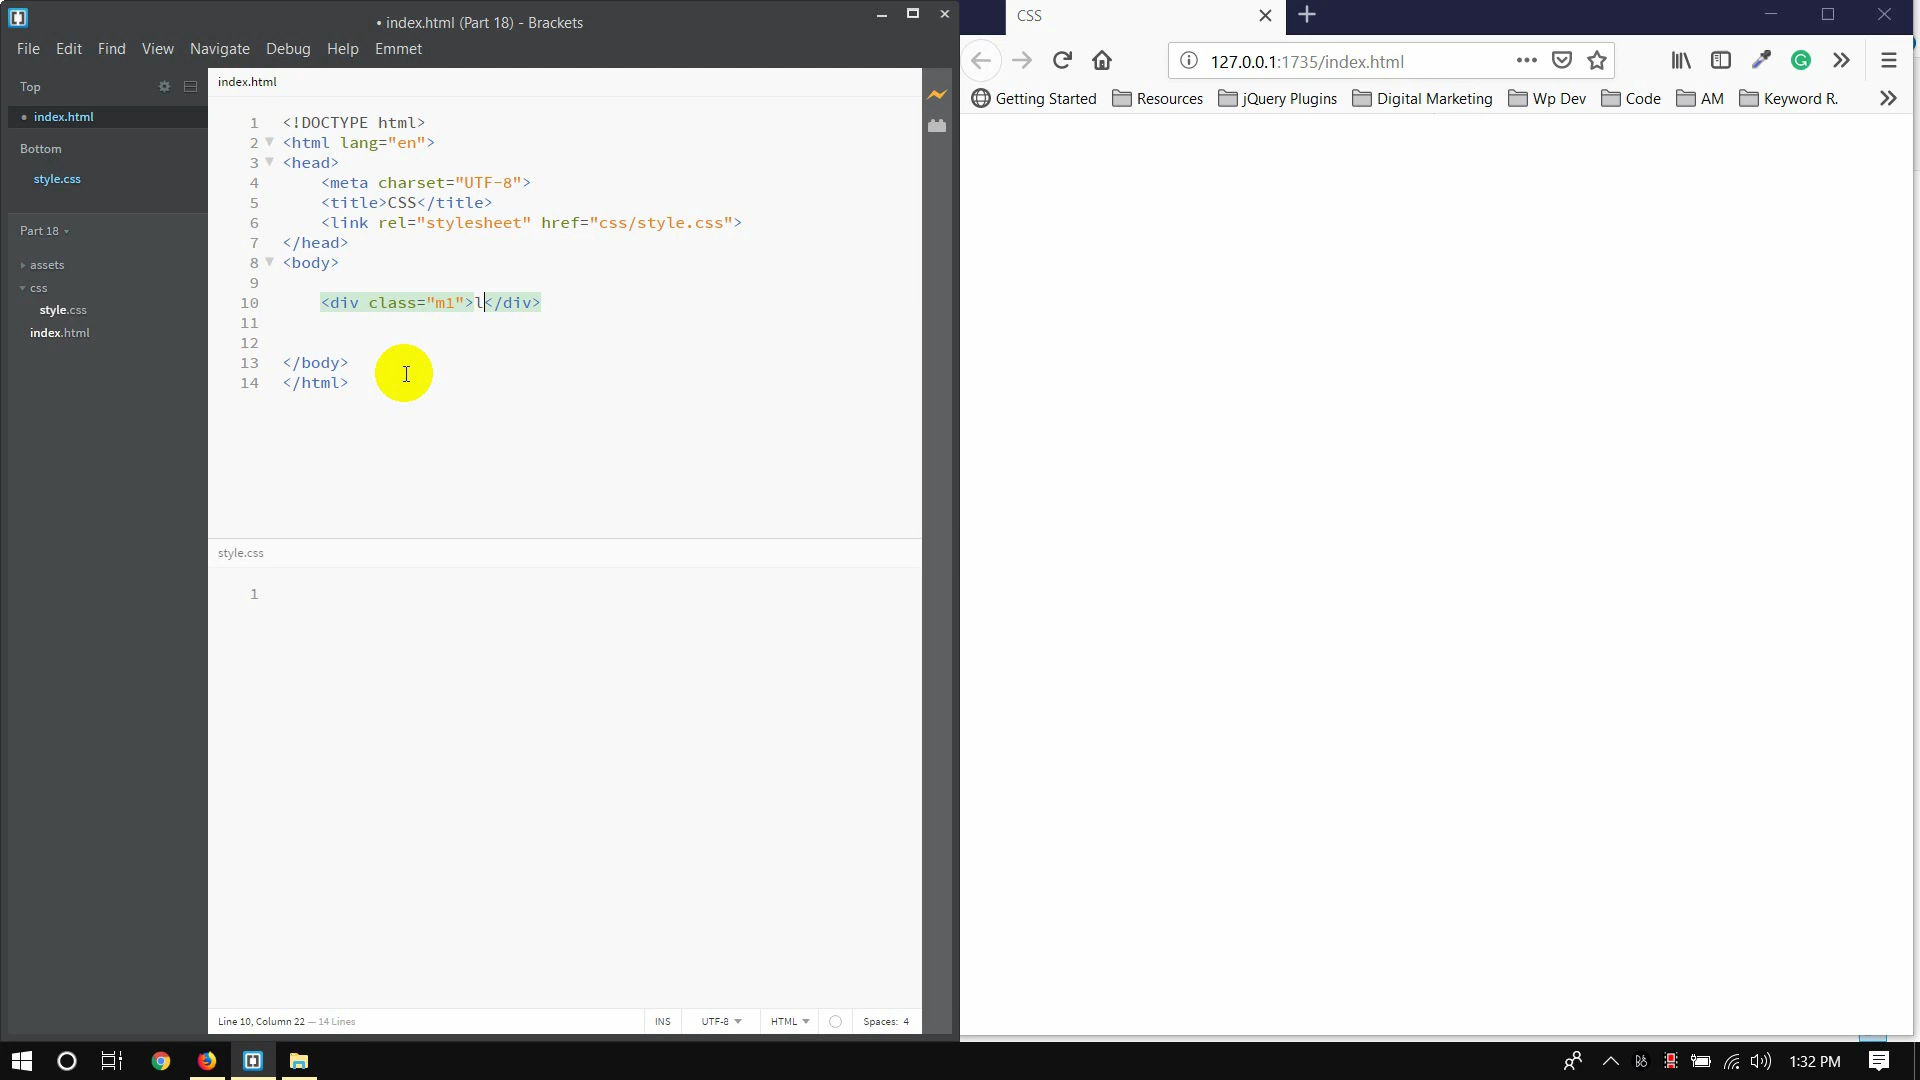 • index.html (Part 18) - Brackets
File Edit Find View Navigate Debug Help Emmet
Top
• index.html
Bottom
style.css
Part 18
assets
css
style.css
index.html
index.html
1 <!DOCTYPE html>
2 <html lang="en">
3 <head>
4 <meta charset="UTF-8">
5 <title>CSS</title>
6 <link rel="stylesheet" href="css/style.css">
7 </head>
8 <body>
9
10 <div class="m1">l</div>
11
12
13 </body>
14 </html>
style.css
1
Line 10, Column 22 — 14 Lines
INS UTF-8 HTML Spaces: 4
CSS
127.0.0.1:1735/index.html
Getting Started Resources jQuery Plugins Digital Marketing Wp Dev Code AM Keyword R.
1:32 PM